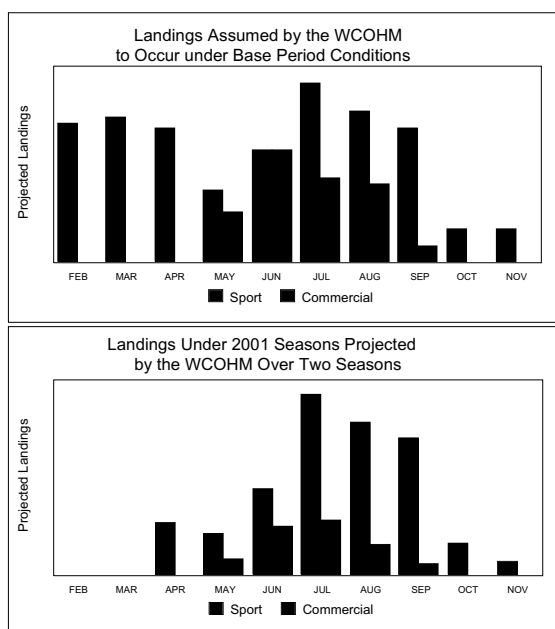 Landings Assumed by the WCOHM
to Occur under Base Period Conditions
Projected Landings
FEB MAR APR MAY JUN JUL AUG SEP OCT NOV
Sport Commercial
Landings Under 2001 Seasons Projected
by the WCOHM Over Two Seasons
Projected Landings
FEB MAR APR MAY JUN JUL AUG SEP OCT NOV
Sport Commercial